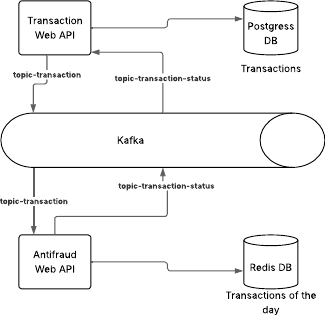 Transaction
Web API
Postgress
DB
Transactions
topic-transaction
topic-transaction-status
Kafka
topic-transaction-status
topic-transaction
Antifraud
Web API
Redis DB
Transactions of the
day